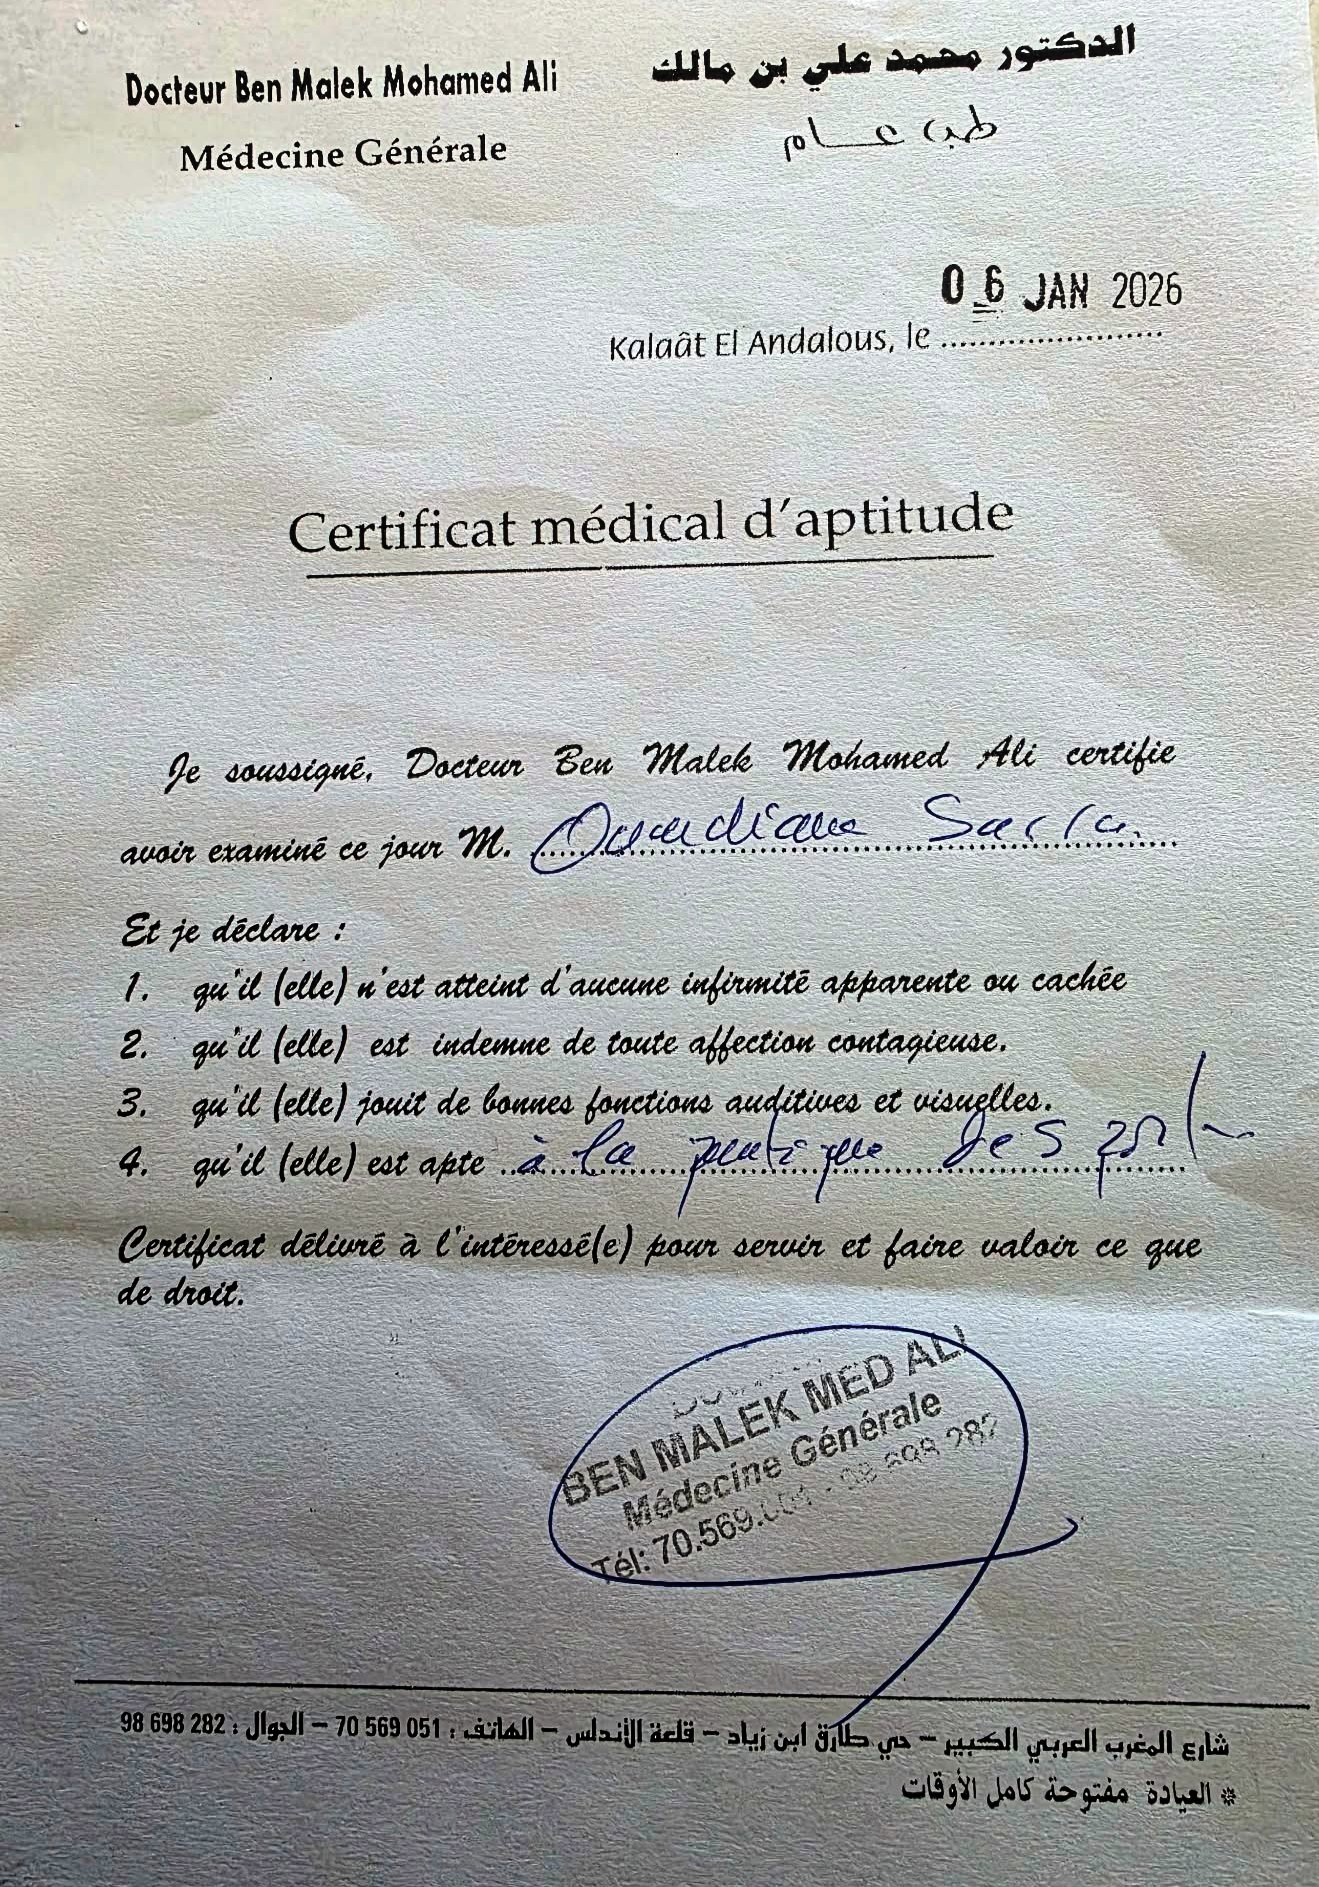 Docteur Ben Malek Mohamed Ali
Médecine Générale
الدكتور محمد علي بن مالك
طب عام
06 JAN 2026
Kalaât El Andalous, le ........................
Certificat médical d'aptitude
Je soussigné, Docteur Ben Malek Mohamed Ali certifie
avoir examiné ce jour M.
Et je déclare :
1. qu'il (elle) n'est atteint d'aucune infirmité apparente ou cachée
2. qu'il (elle) est indemne de toute affection contagieuse.
3. qu'il (elle) jouit de bonnes fonctions auditives et visuelles.
4. qu'il (elle) est apte à la pratique des
Certificat délivré à l'intéressé(e) pour servir et faire valoir ce que
de droit.
BEN MALEK MED ALI
Médecine Générale
Tél: 70.569.
شارع المغرب العربي الكبير – حي طارق ابن زياد – قلعة الأندلس – الهاتف : 70 569 051 – الجوال : 98 698 282
* العيادة مفتوحة كامل الأوقات